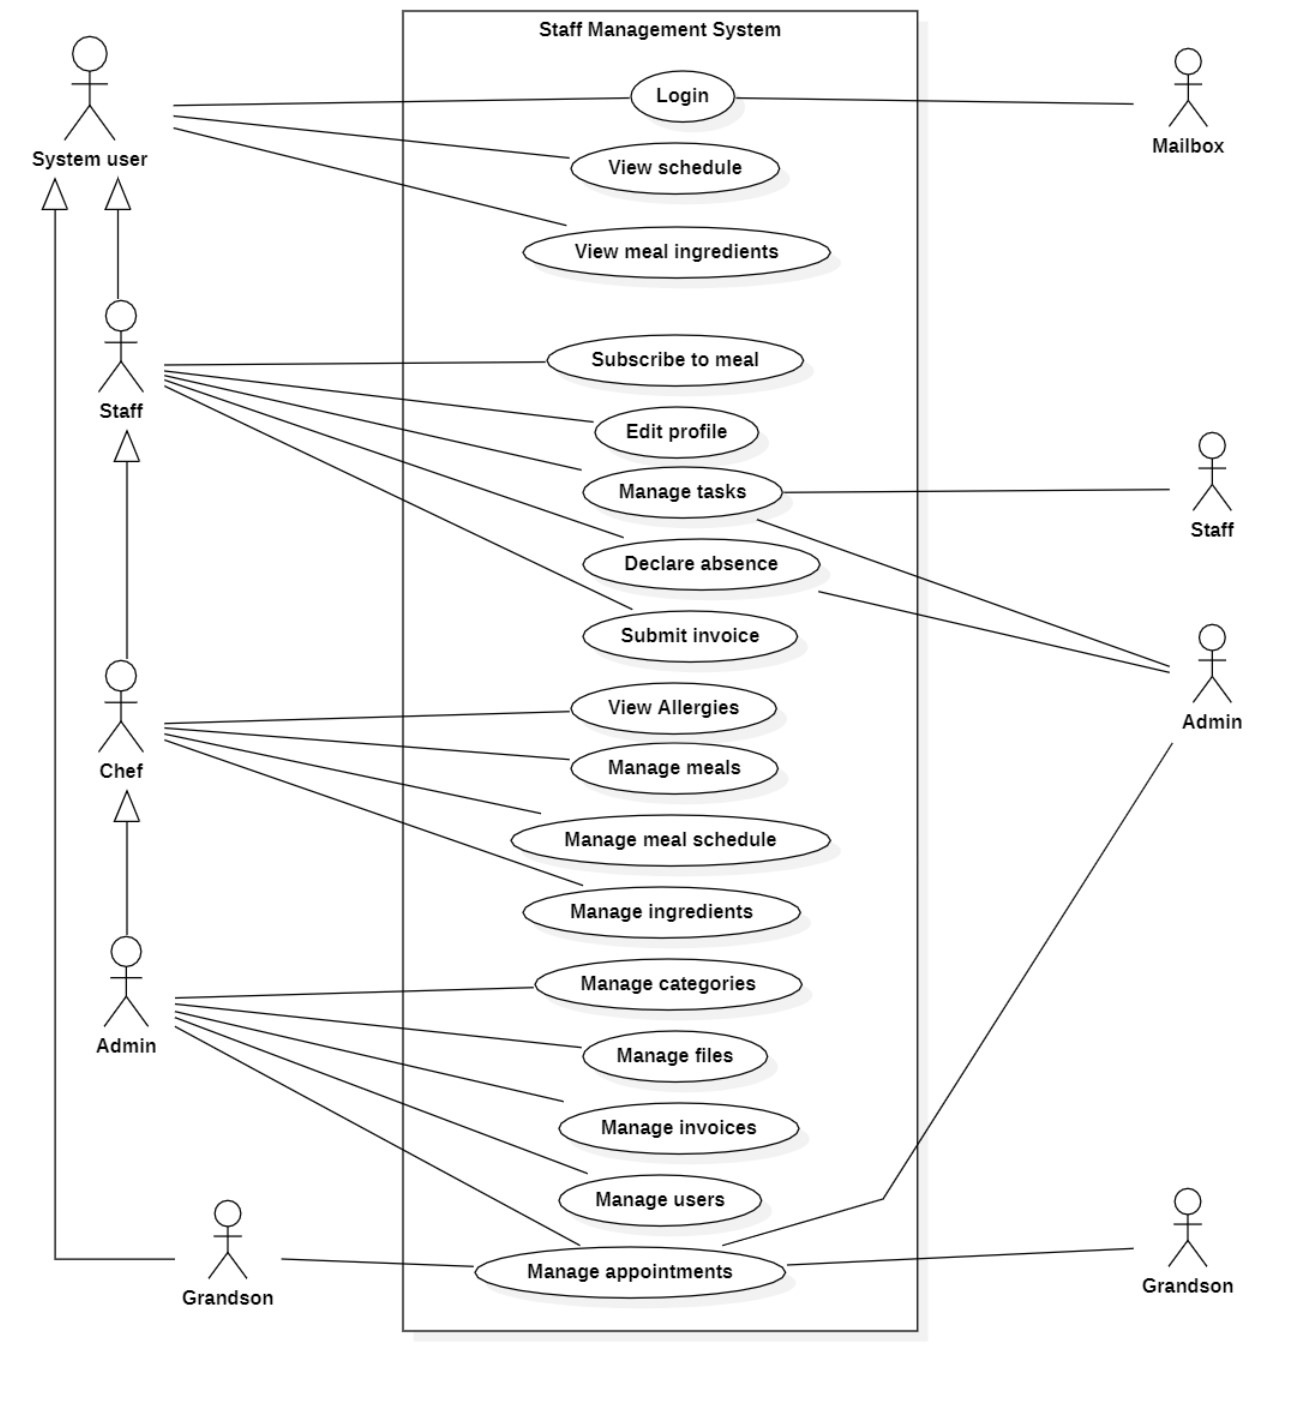 Staff Management System
Login
System user
Mailbox
View schedule
View meal ingredients
Subscribe to meal
Staff
Edit profile
Manage tasks
Staff
Declare absence
Submit invoice
View Allergies
Admin
Manage meals
Chef
Manage meal schedule
Manage ingredients
Manage categories
Admin
Manage files
Manage invoices
Manage users
Manage appointments
Grandson
Grandson